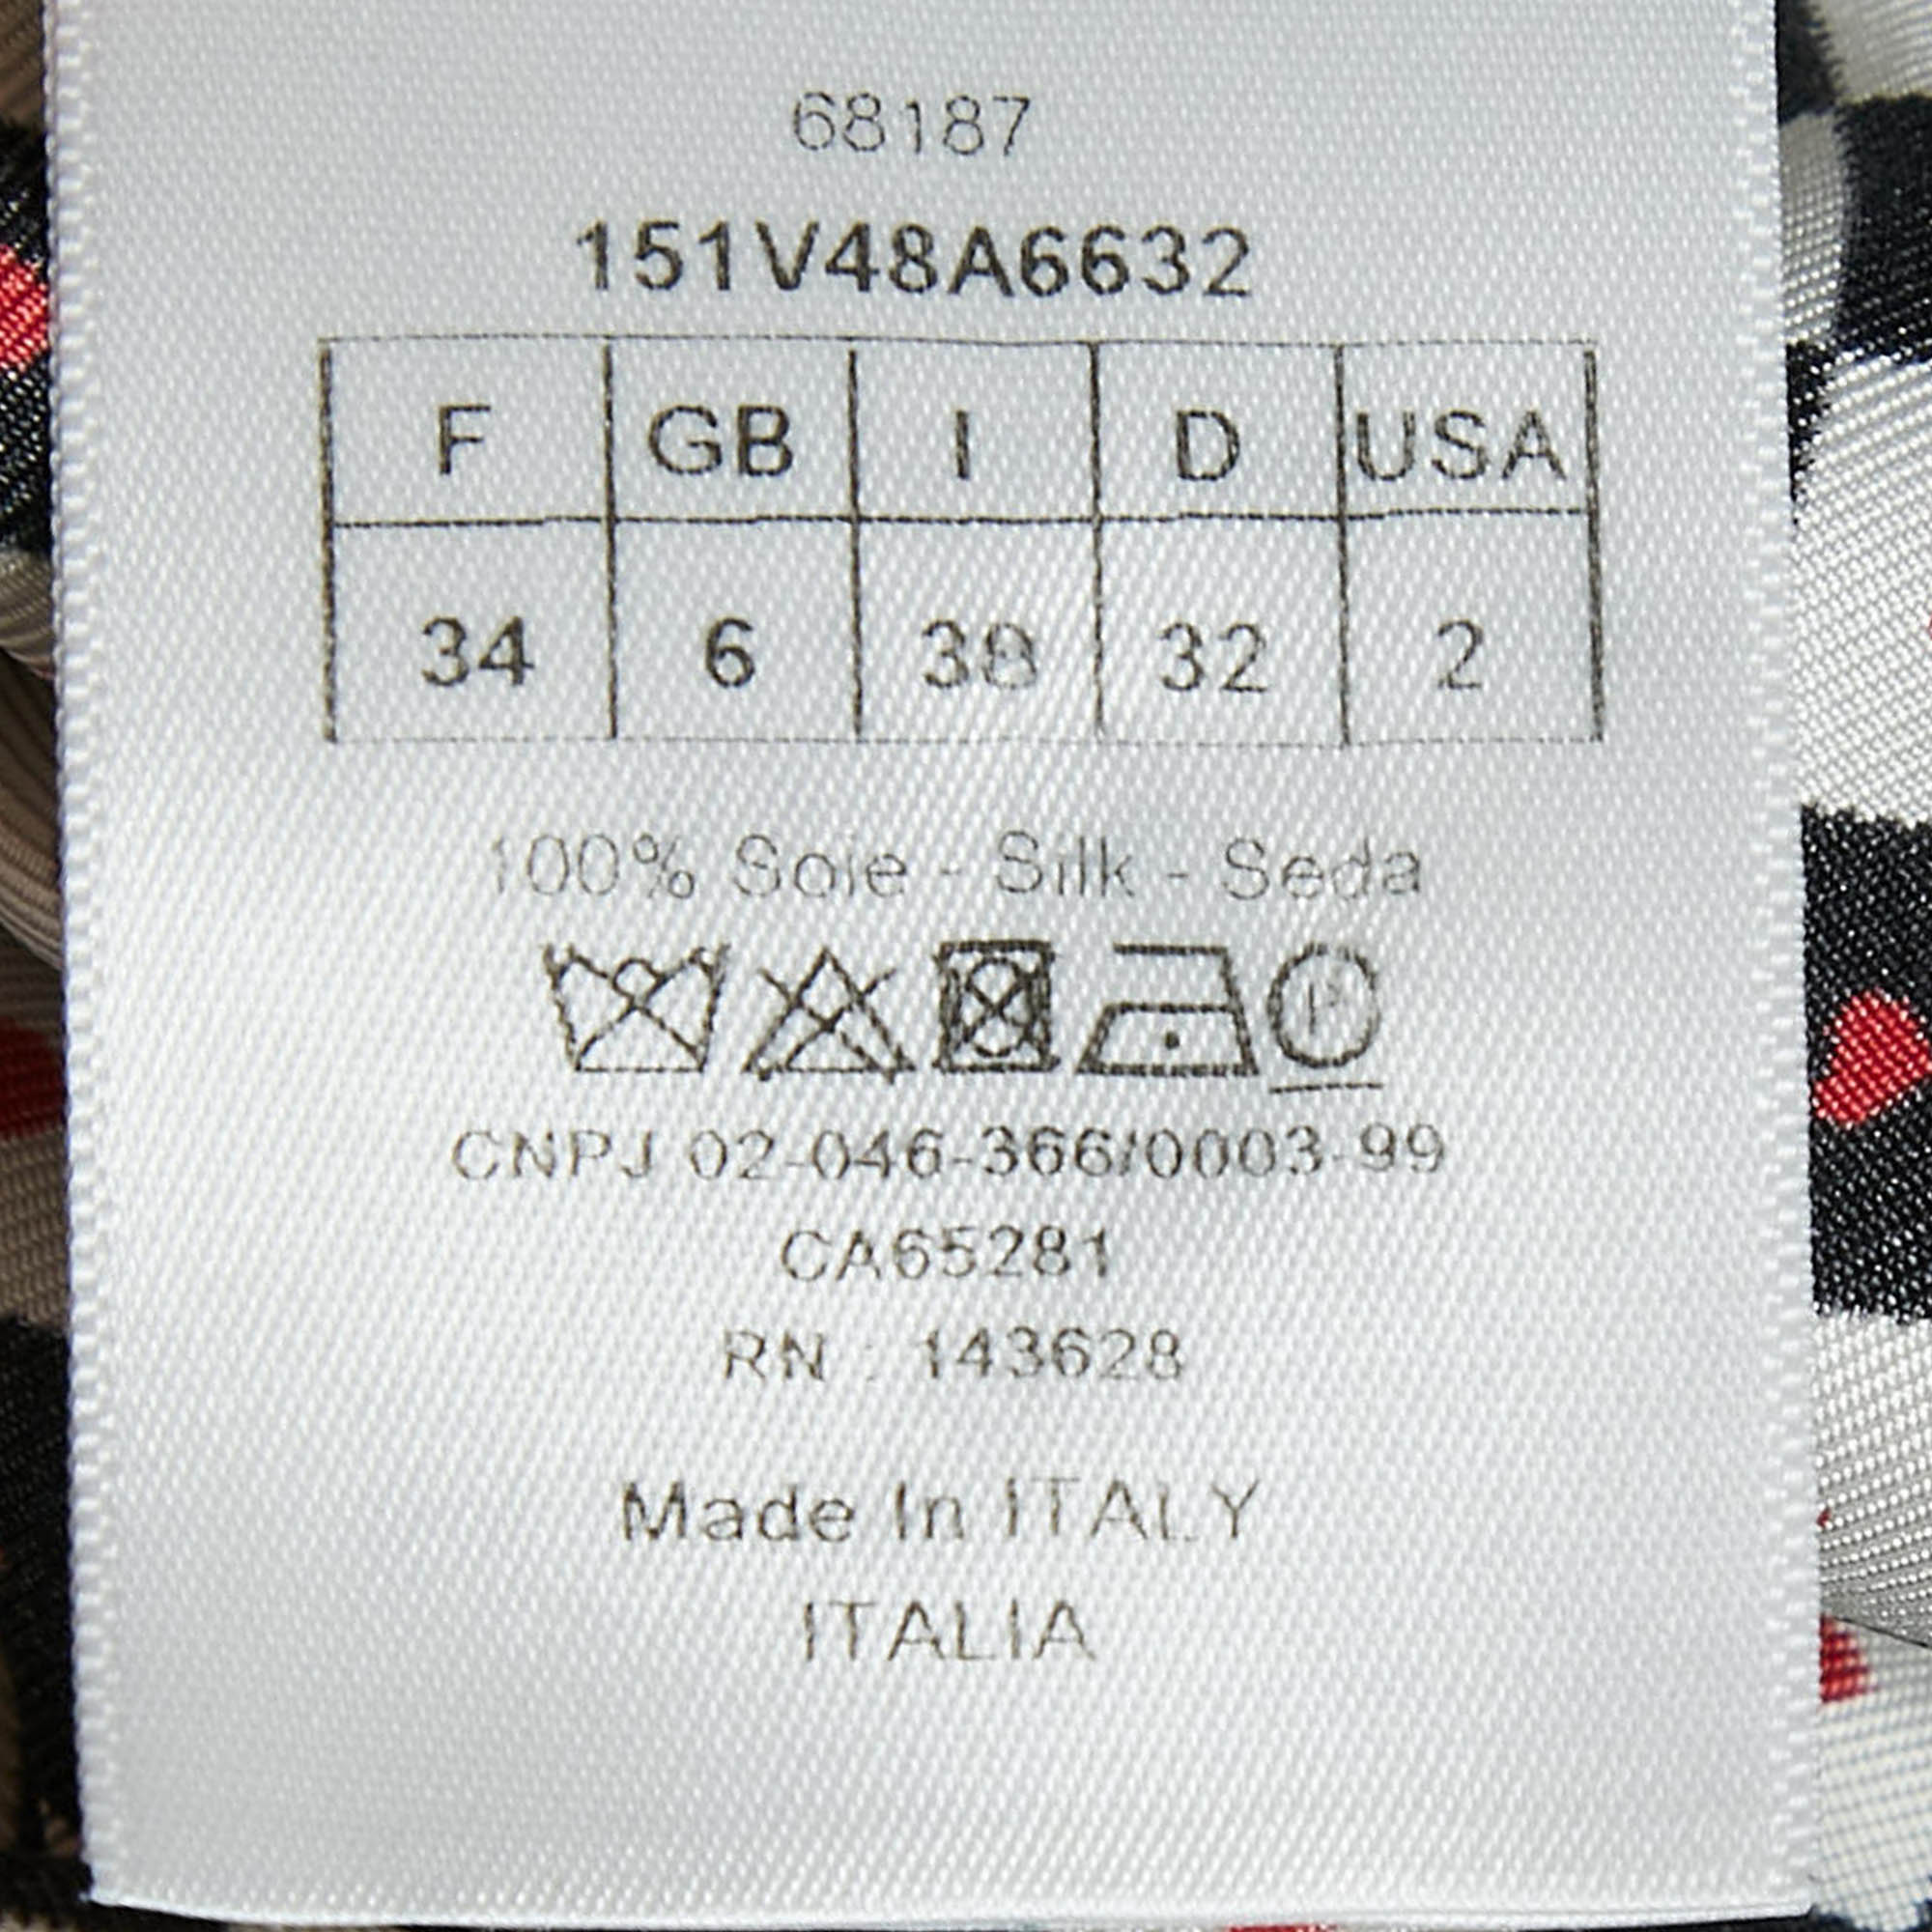 68187
151V48A6632
F GB I D USA
34 6 38 32 2
100% Soie - Silk - Seda
P
CNPJ 02-046-366/0003-99
CA65281
RN : 143628
Made In ITALY
ITALIA